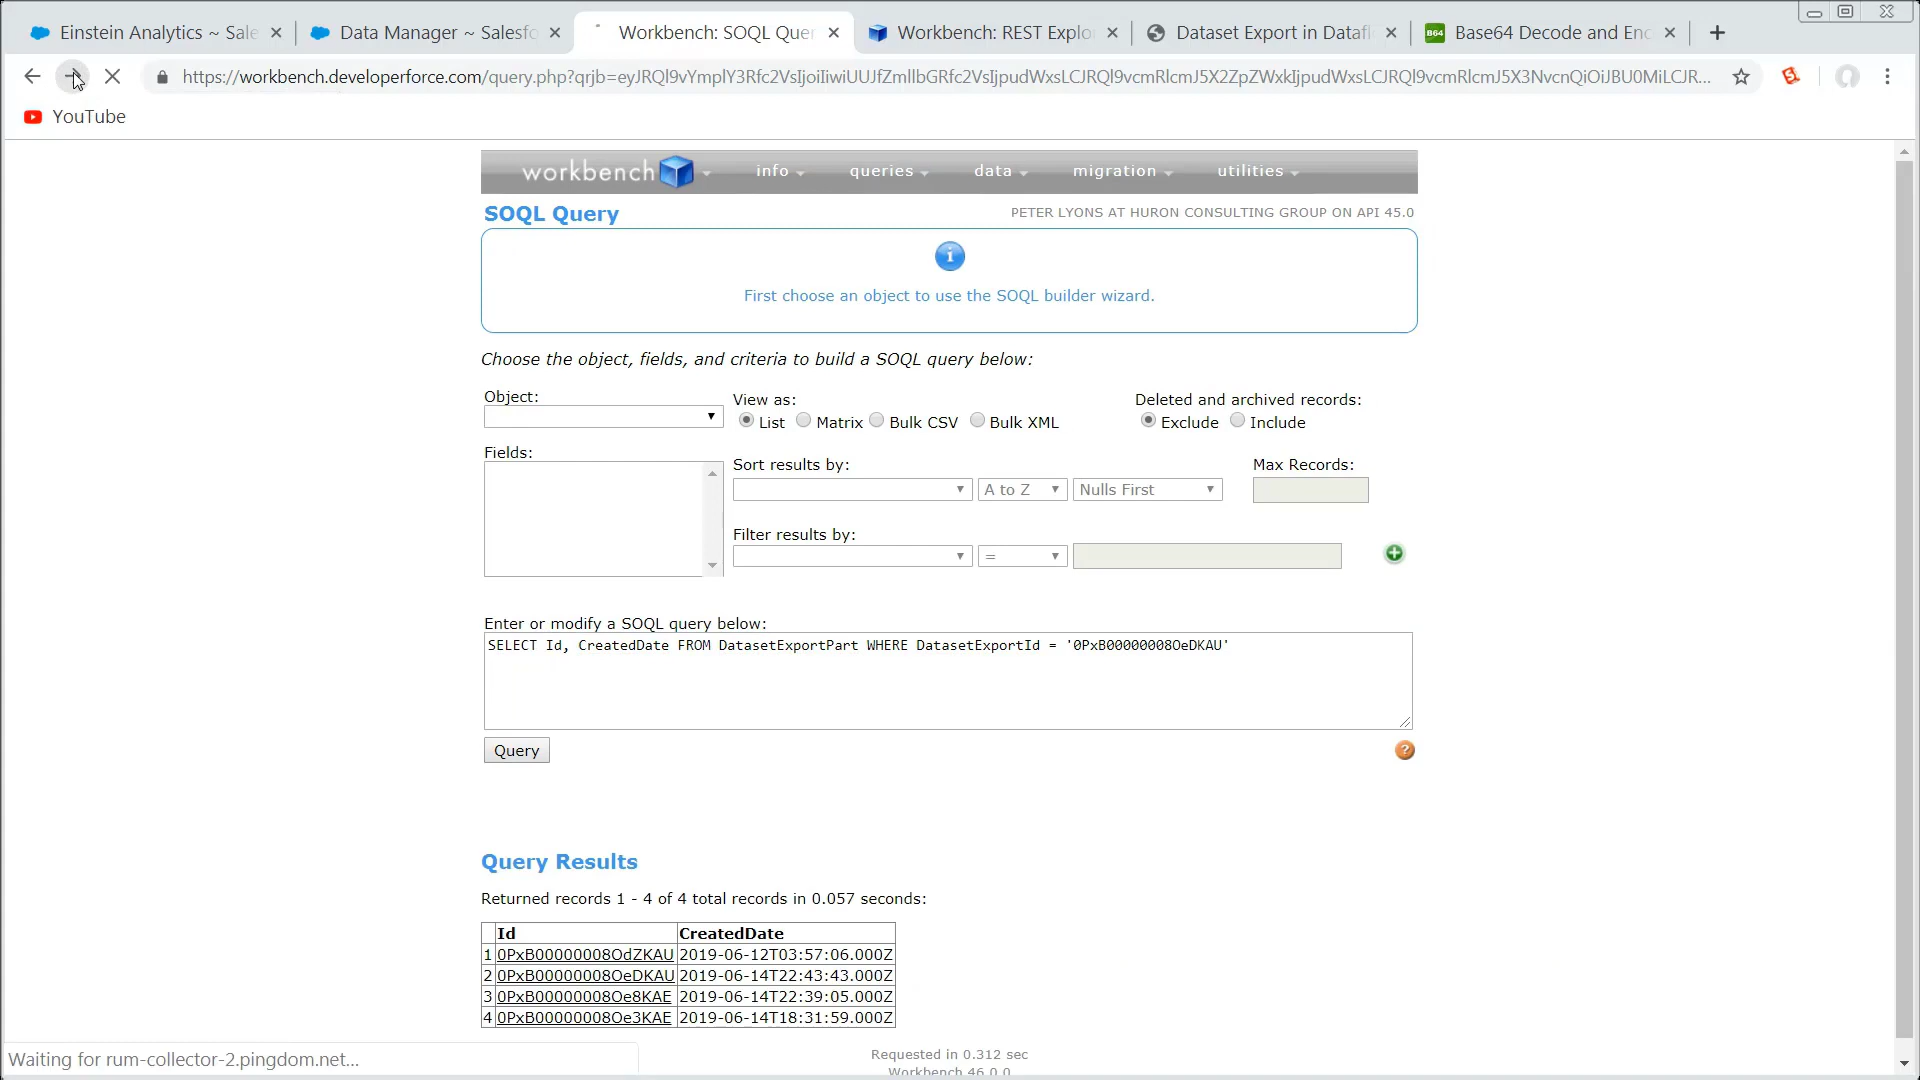 Einstein Analytics ~ Sale
Data Manager ~ Salesfo
Workbench: SOQL Quer
Workbench: REST Explo
Dataset Export in Datafl
B64
Base64 Decode and Enc
https://workbench.developerforce.com/query.php?qrjb=eyJRQl9vYmplY3Rfc2VsIjoiIiwiUUJfZmllbGRfc2VsIjpudWxsLCJRQl9vcmRlcmJ5X2ZpZWxkIjpudWxsLCJRQl9vcmRlcmJ5X3NvcnQiOiJBU0MiLCJR...
YouTube
workbench
info
queries
data
migration
utilities
SOQL Query
PETER LYONS AT HURON CONSULTING GROUP ON API 45.0
First choose an object to use the SOQL builder wizard.
Choose the object, fields, and criteria to build a SOQL query below:
Object:
View as:
Deleted and archived records:
List
Matrix
Bulk CSV
Bulk XML
Exclude
Include
Fields:
Sort results by:
Max Records:
A to Z
Nulls First
Filter results by:
=
Enter or modify a SOQL query below:
SELECT Id, CreatedDate FROM DatasetExportPart WHERE DatasetExportId = '0PxB00000008OeDKAU'
Query
?
Query Results
Returned records 1 - 4 of 4 total records in 0.057 seconds:
Id CreatedDate
1 0PxB00000008OdZKAU 2019-06-12T03:57:06.000Z
2 0PxB00000008OeDKAU 2019-06-14T22:43:43.000Z
3 0PxB00000008Oe8KAE 2019-06-14T22:39:05.000Z
4 0PxB00000008Oe3KAE 2019-06-14T18:31:59.000Z
Requested in 0.312 sec
Workbench 46.0.0
Waiting for rum-collector-2.pingdom.net...